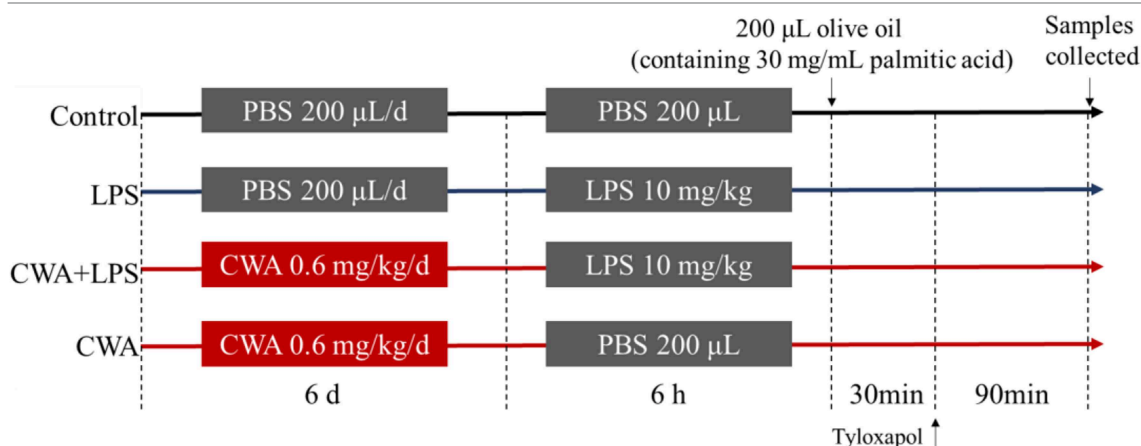 200 μL olive oil
(containing 30 mg/mL palmitic acid)
Samples
collected
Control PBS 200 μL/d PBS 200 μL
LPS PBS 200 μL/d LPS 10 mg/kg
CWA+LPS CWA 0.6 mg/kg/d LPS 10 mg/kg
CWA CWA 0.6 mg/kg/d PBS 200 μL
6 d 6 h 30min 90min
Tyloxapol